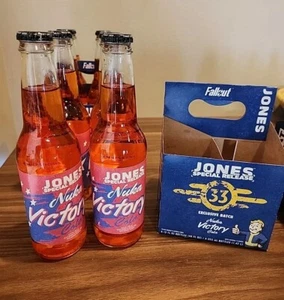 JONES
SPECIAL RELEASE
Nuka
Victory
JONES
SPECIAL RELEASE
Nuka
Victory
Fallout
JONES
JONES
SPECIAL RELEASE
33
EXCLUSIVE BATCH
Nuka
Victory